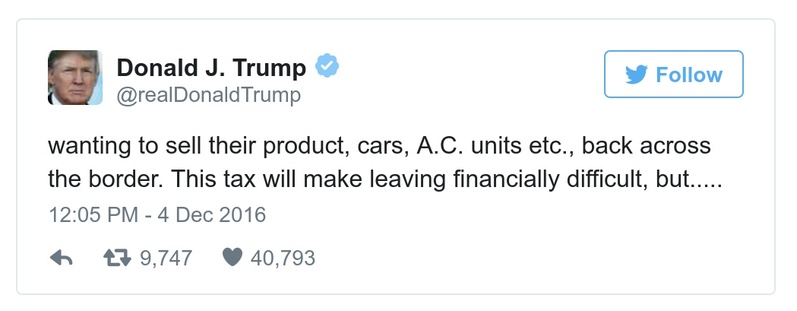 Donald J. Trump
@realDonaldTrump
Follow
wanting to sell their product, cars, A.C. units etc., back across
the border. This tax will make leaving financially difficult, but.....
12:05 PM - 4 Dec 2016
9,747 40,793